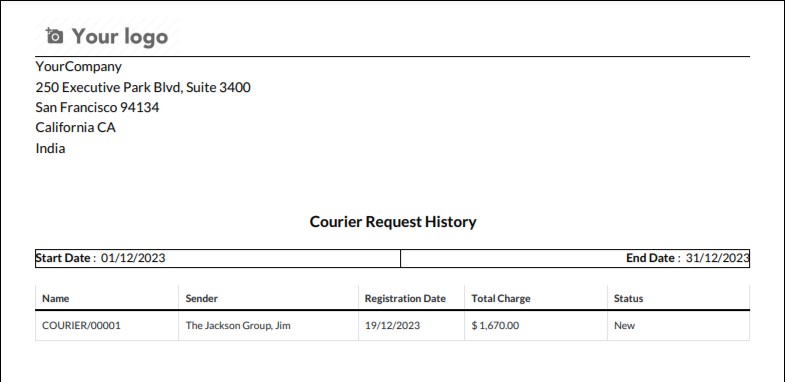 Your logo
YourCompany
250 Executive Park Blvd, Suite 3400
San Francisco 94134
California CA
India
Courier Request History
Start Date : 01/12/2023 End Date : 31/12/2023
Name Sender Registration Date Total Charge Status
COURIER/00001 The Jackson Group, Jim 19/12/2023 $ 1,670.00 New